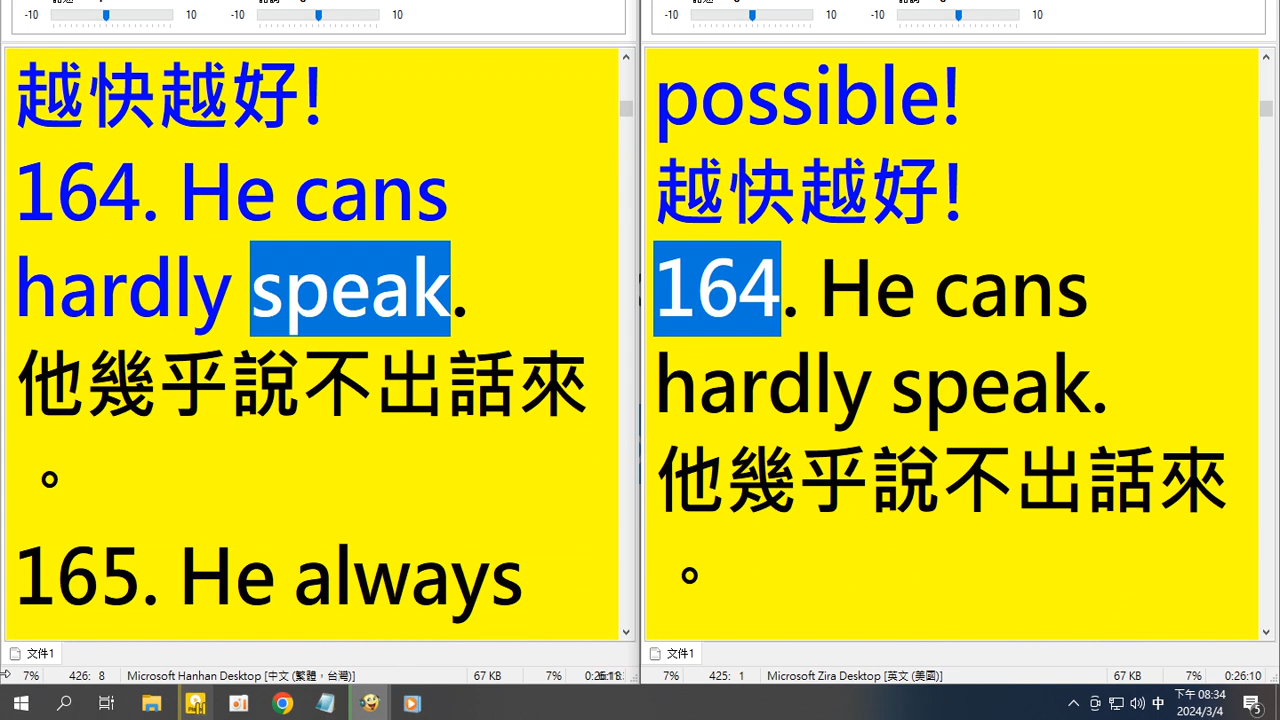 -10 10 -10 10
越快越好!
164. He cans
hardly speak.
他幾乎說不出話來
。
165. He always
文件1
7% 426: 8 Microsoft Hanhan Desktop [中文 (繁體，台灣)] 67 KB 7%
-10 10 -10 10
possible!
越快越好!
164. He cans
hardly speak.
他幾乎說不出話來
。
文件1
7% 425: 1 Microsoft Zira Desktop [英文 (美國)] 67 KB 7% 0:26:10
中
下午 08:34
2024/3/4
5